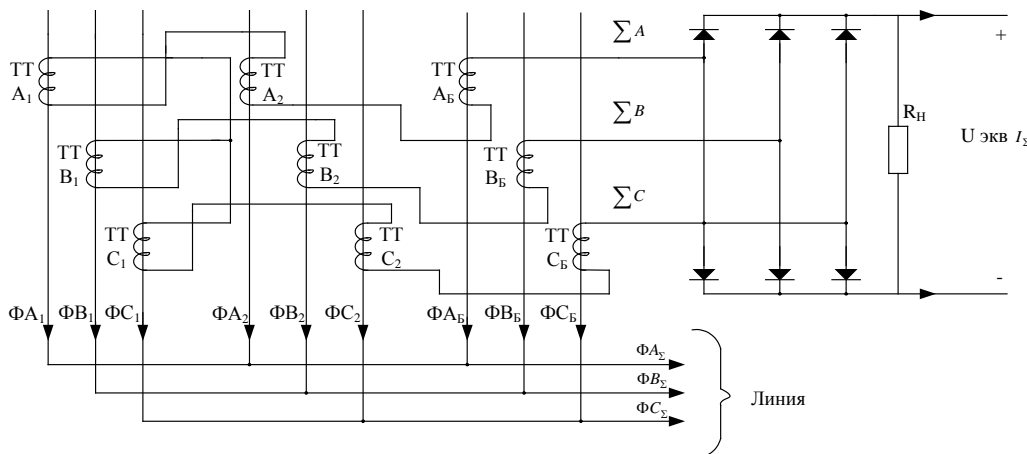 ∑A
+
ТТ
A₁
ТТ
A₂
ТТ
AБ
∑B
RН
U экв IΣ
ТТ
B₁
ТТ
B₂
ТТ
BБ
∑C
ТТ
C₁
ТТ
C₂
ТТ
CБ
-
ФA₁ ФB₁ ФC₁ ФA₂ ФB₂ ФC₂ ФAБ ФBБ ФCБ
ФAΣ
ФBΣ
ФCΣ
Линия